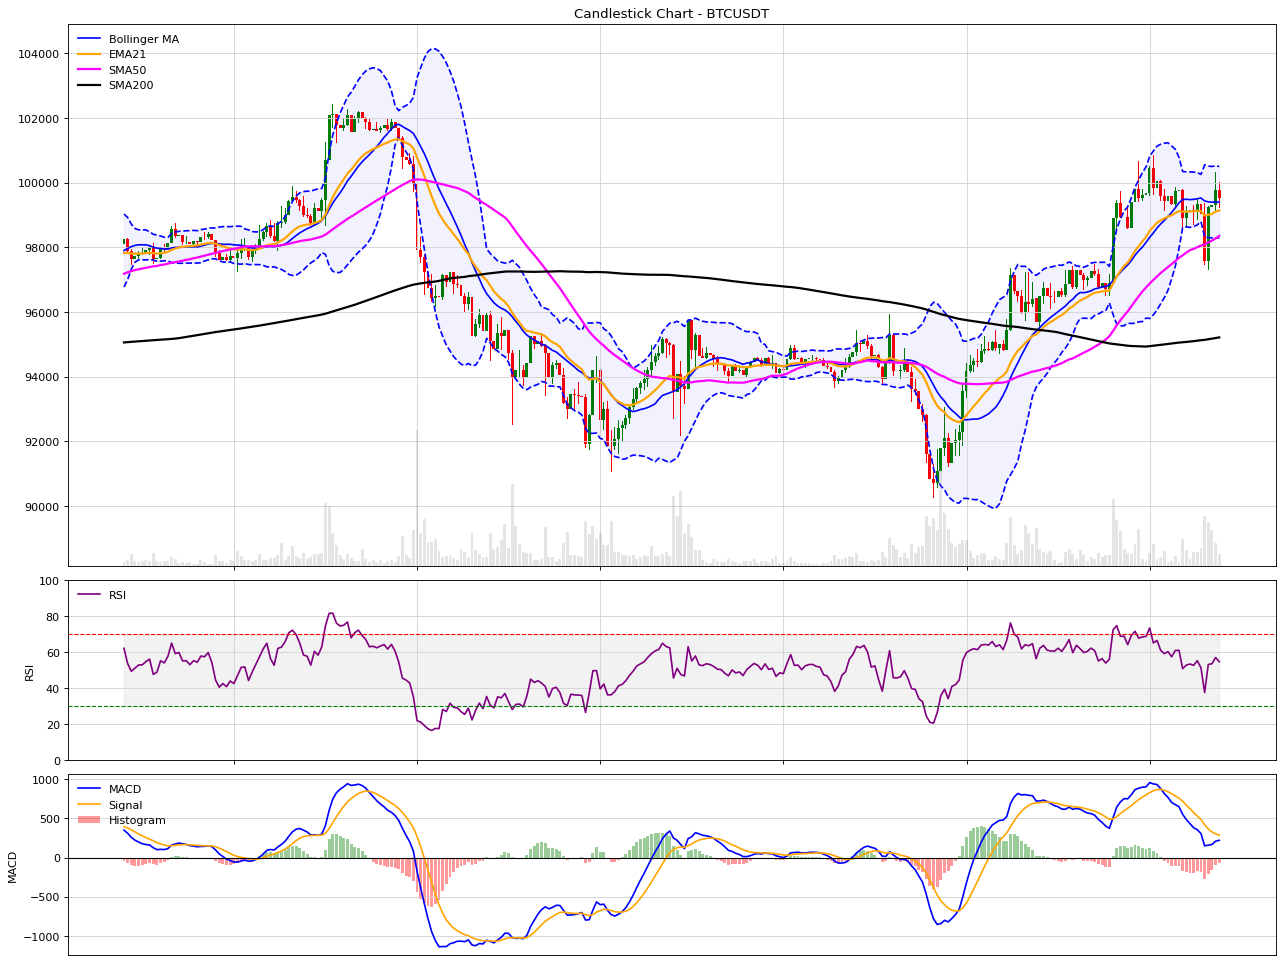 Candlestick Chart - BTCUSDT
Bollinger MA
EMA21
SMA50
SMA200
104000
102000
100000
98000
96000
94000
92000
90000
RSI
100
80
60
40
20
0
RSI
MACD
Signal
Histogram
1000
500
0
−500
−1000
MACD